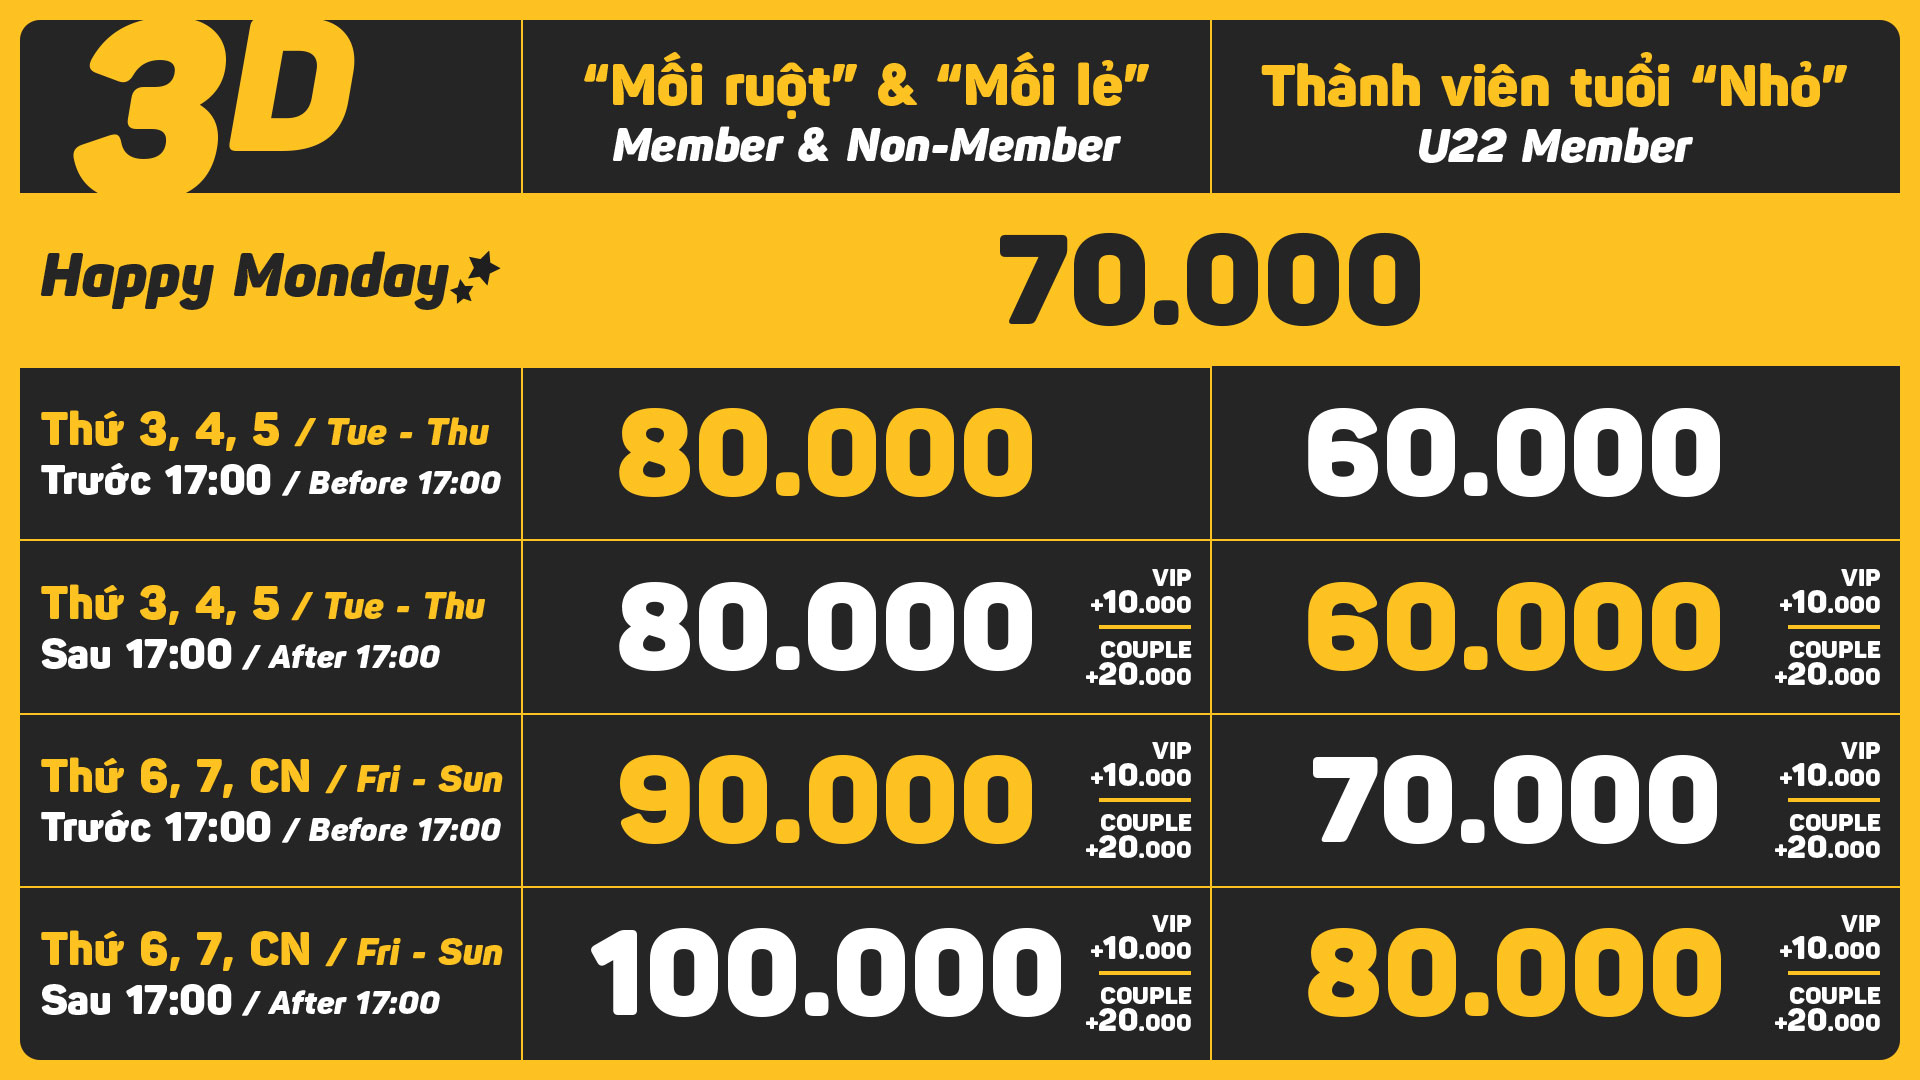 3D
“Mối ruột” & “Mối lẻ”
Member & Non-Member
Thành viên tuổi “Nhỏ”
U22 Member
Happy Monday
70.000
Thứ 3, 4, 5 / Tue - Thu
Trước 17:00 / Before 17:00
80.000
60.000
Thứ 3, 4, 5 / Tue - Thu
Sau 17:00 / After 17:00
80.000
VIP
+10.000
COUPLE
+20.000
60.000
VIP
+10.000
COUPLE
+20.000
Thứ 6, 7, CN / Fri - Sun
Trước 17:00 / Before 17:00
90.000
VIP
+10.000
COUPLE
+20.000
70.000
VIP
+10.000
COUPLE
+20.000
Thứ 6, 7, CN / Fri - Sun
Sau 17:00 / After 17:00
100.000
VIP
+10.000
COUPLE
+20.000
80.000
VIP
+10.000
COUPLE
+20.000